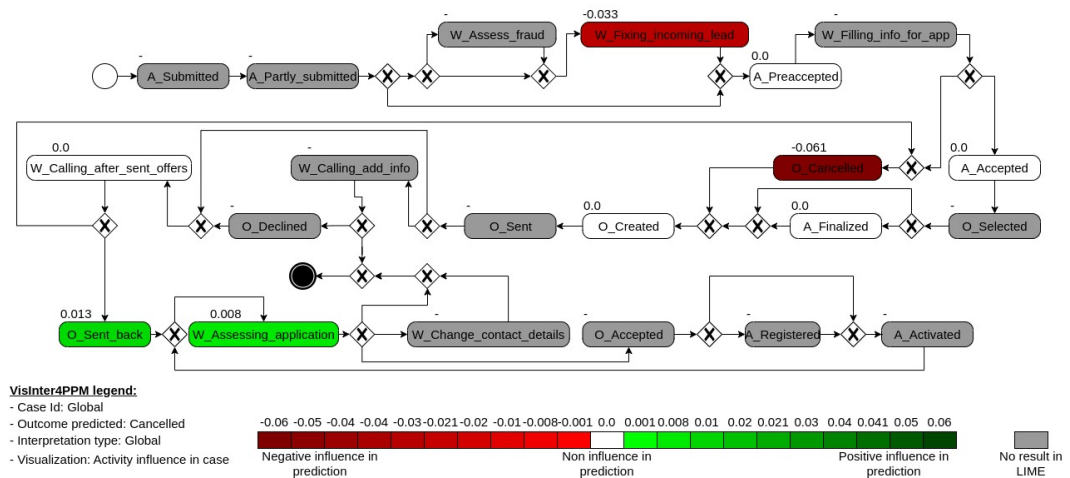 - -0.033 -
W_Assess_fraud W_Fixing_incoming_lead W_Filling_info_for_app
- - 0.0
A_Submitted A_Partly_submitted A_Preaccepted
X X X X X X
0.0 - -0.061 0.0
W_Calling_after_sent_offers W_Calling_add_info O_Cancelled X A_Accepted
- - 0.0 0.0 -
X X O_Declined X X O_Sent O_Created X X A_Finalized X O_Selected
X X
0.013 0.008 - - - -
O_Sent_back X W_Assessing_application X W_Change_contact_details O_Accepted X A_Registered X A_Activated
VisInter4PPM legend:
- Case Id: Global
- Outcome predicted: Cancelled
- Interpretation type: Global
- Visualization: Activity influence in case
-0.06 -0.05 -0.04 -0.04 -0.03 -0.021 -0.02 -0.01 -0.008 -0.001 0.0 0.001 0.008 0.01 0.02 0.021 0.03 0.04 0.041 0.05 0.06
Negative influence in
prediction
Non influence in
prediction
Positive influence in
prediction
No result in
LIME